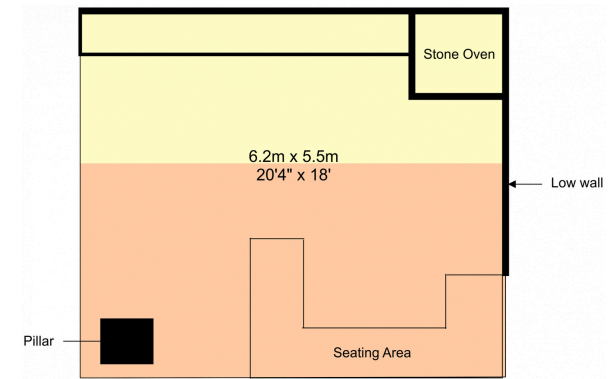 Stone Oven
6.2m x 5.5m
20'4" x 18'
Low wall
Pillar
Seating Area